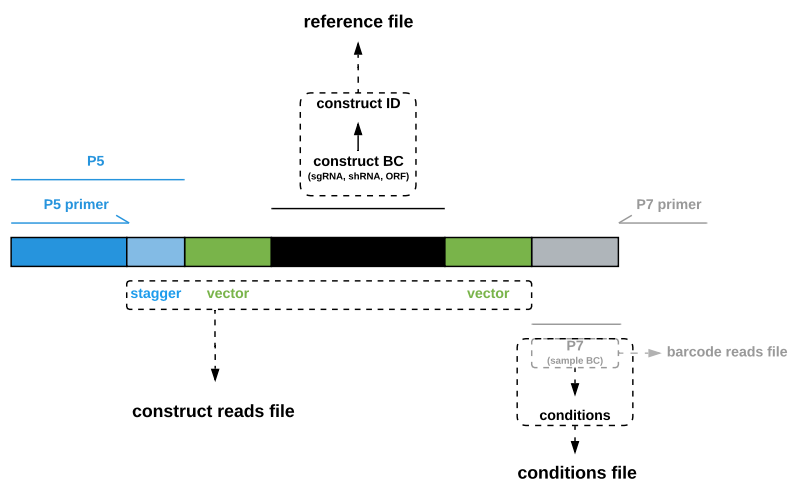 reference file
construct ID
construct BC
(sgRNA, shRNA, ORF)
P5
P5 primer
P7 primer
stagger
vector
vector
P7
(sample BC)
barcode reads file
construct reads file
conditions
conditions file